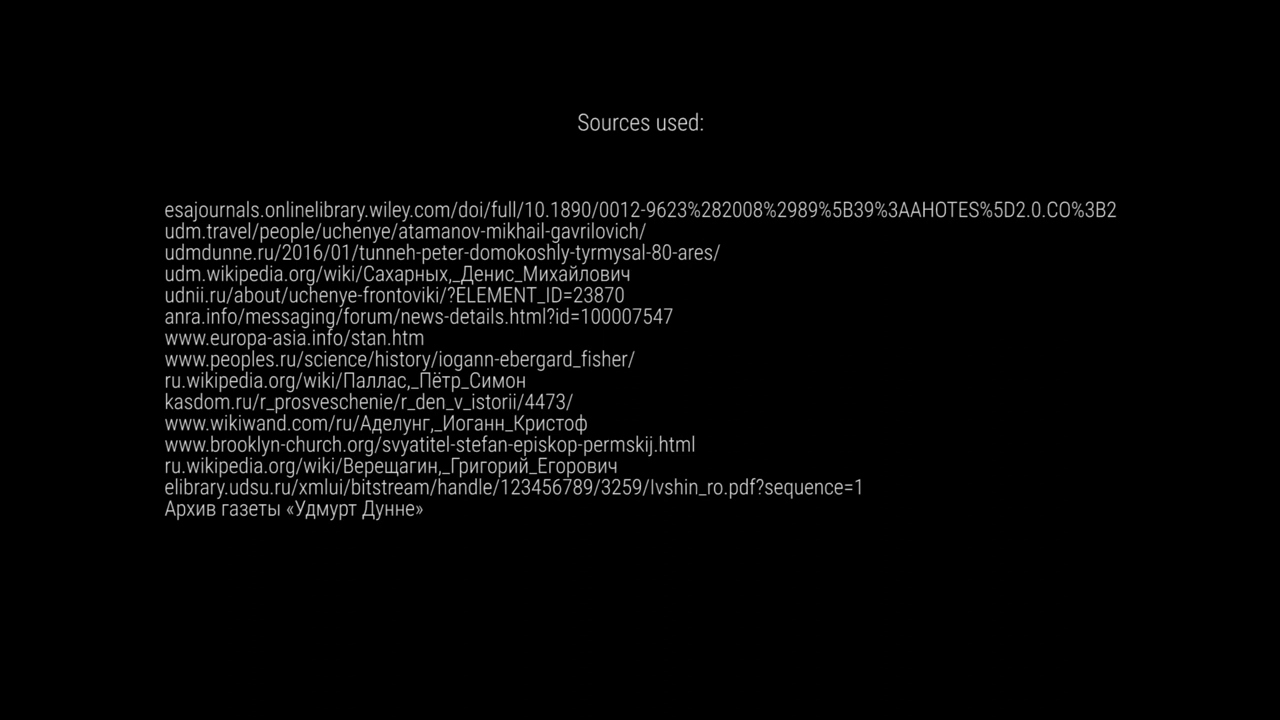 Sources used:
esajournals.onlinelibrary.wiley.com/doi/full/10.1890/0012-9623%282008%2989%5B39%3AAHOTES%5D2.0.CO%3B2
udm.travel/people/uchenye/atamanov-mikhail-gavrilovich/
udmdunne.ru/2016/01/tunneh-peter-domokoshly-tyrmysal-80-ares/
udm.wikipedia.org/wiki/Сахарных,_Денис_Михайлович
udnii.ru/about/uchenye-frontoviki/?ELEMENT_ID=23870
anra.info/messaging/forum/news-details.html?id=100007547
www.europa-asia.info/stan.htm
www.peoples.ru/science/history/iogann-ebergard_fisher/
ru.wikipedia.org/wiki/Паллас,_Пётр_Симон
kasdom.ru/r_prosveschenie/r_den_v_istorii/4473/
www.wikiwand.com/ru/Аделунг,_Иоганн_Кристоф
www.brooklyn-church.org/svyatitel-stefan-episkop-permskij.html
ru.wikipedia.org/wiki/Верещагин,_Григорий_Егорович
elibrary.udsu.ru/xmlui/bitstream/handle/123456789/3259/Ivshin_ro.pdf?sequence=1
Архив газеты «Удмурт Дунне»